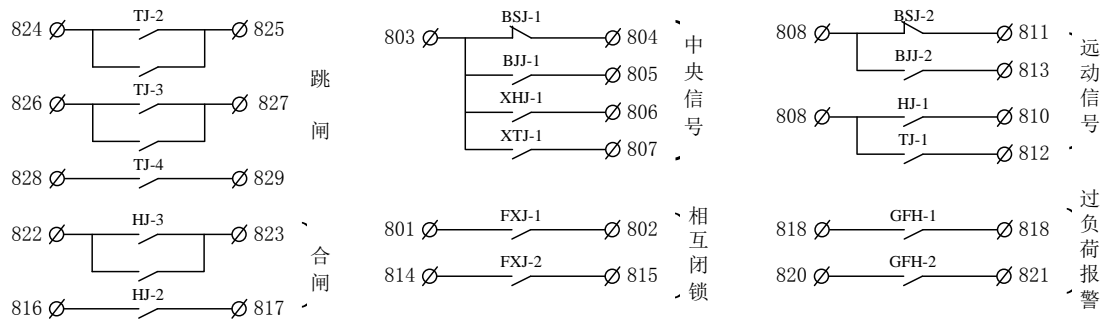 824 TJ-2 825
826 TJ-3 827
828 TJ-4 829
跳闸
822 HJ-3 823
816 HJ-2 817
合闸
803 BSJ-1 804
BJJ-1 805
XHJ-1 806
XTJ-1 807
中央信号
801 FXJ-1 802
814 FXJ-2 815
相互闭锁
808 BSJ-2 811
BJJ-2 813
808 HJ-1 810
TJ-1 812
远动信号
818 GFH-1 818
820 GFH-2 821
过负荷报警